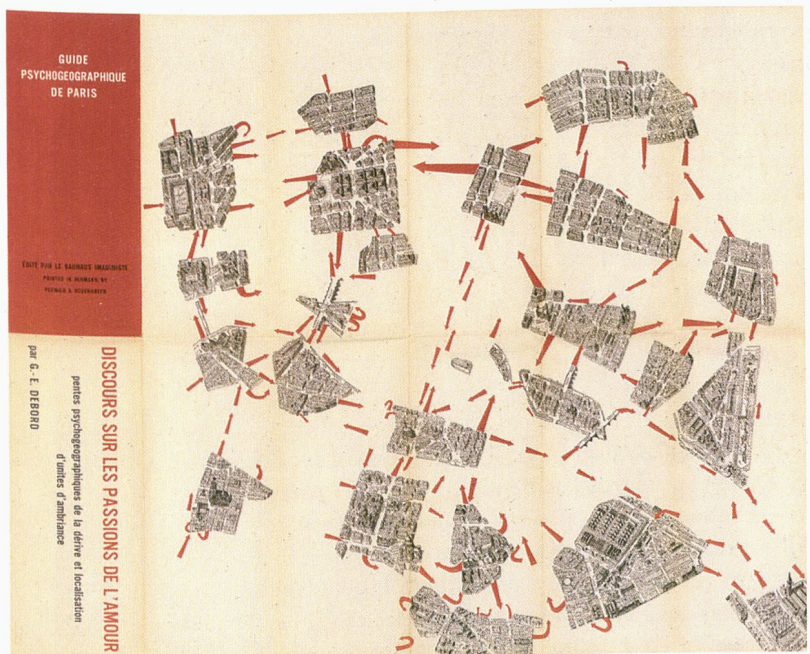 GUIDE
PSYCHOGEOGRAPHIQUE
DE PARIS
ÉDITÉ PAR LE BAUHAUS IMAGINISTE
PRINTED IN DENMARK BY
PERMILD & ROSENGREEN
DISCOURS SUR LES PASSIONS DE L'AMOUR
pentes psychogeographiques de la dérive et localisation
d'unites d'ambiance
par G.-E. DEBORD